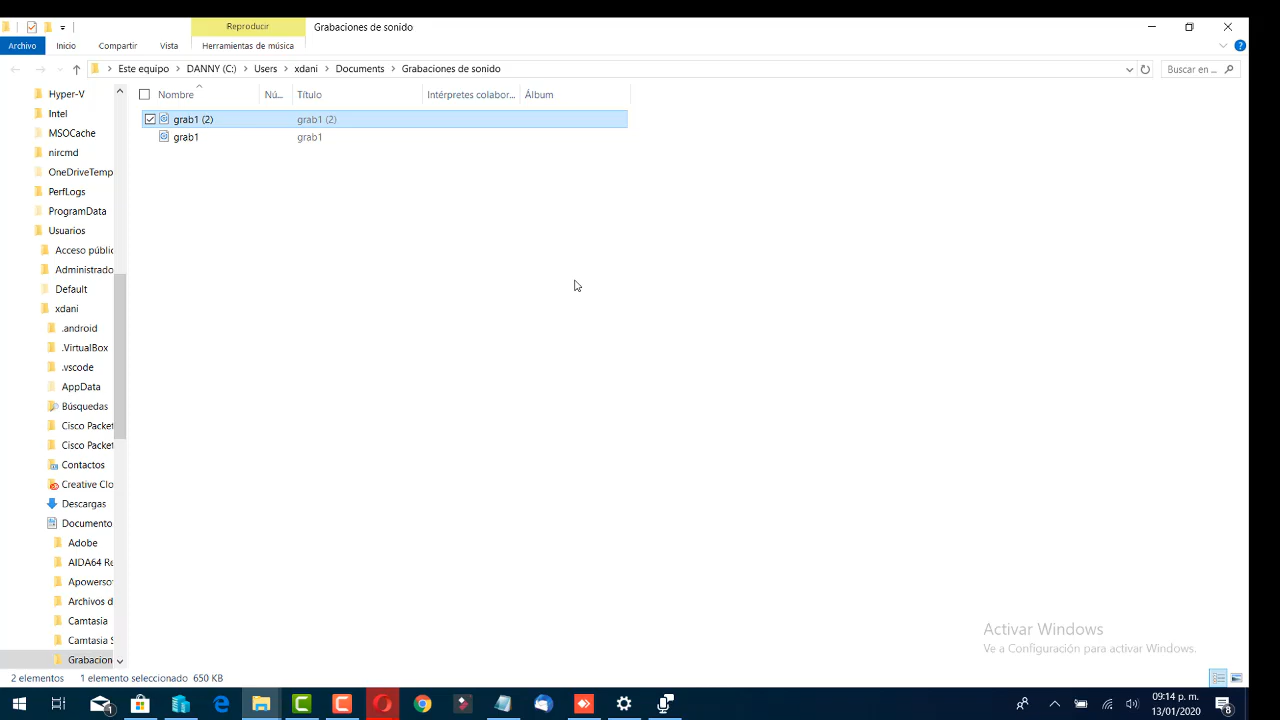 Reproducir
Grabaciones de sonido
Archivo
Inicio
Compartir
Vista
Herramientas de música
Este equipo > DANNY (C:) > Users > xdani > Documents > Grabaciones de sonido
Buscar en ...
Nombre
Nú...
Título
Intérpretes colabor...
Álbum
grab1 (2)
grab1 (2)
grab1
grab1
Hyper-V
Intel
MSOCache
nircmd
OneDriveTemp
PerfLogs
ProgramData
Usuarios
Acceso públic
Administrado
Default
xdani
.android
.VirtualBox
.vscode
AppData
Búsquedas
Cisco Packet
Cisco Packet
Contactos
Creative Clo
Descargas
Documento
Adobe
AIDA64 Re
Apowersof
Archivos d
Camtasia
Camtasia S
Grabacion
Activar Windows
Ve a Configuración para activar Windows.
2 elementos
1 elemento seleccionado 650 KB
1
09:14 p. m.
13/01/2020
8